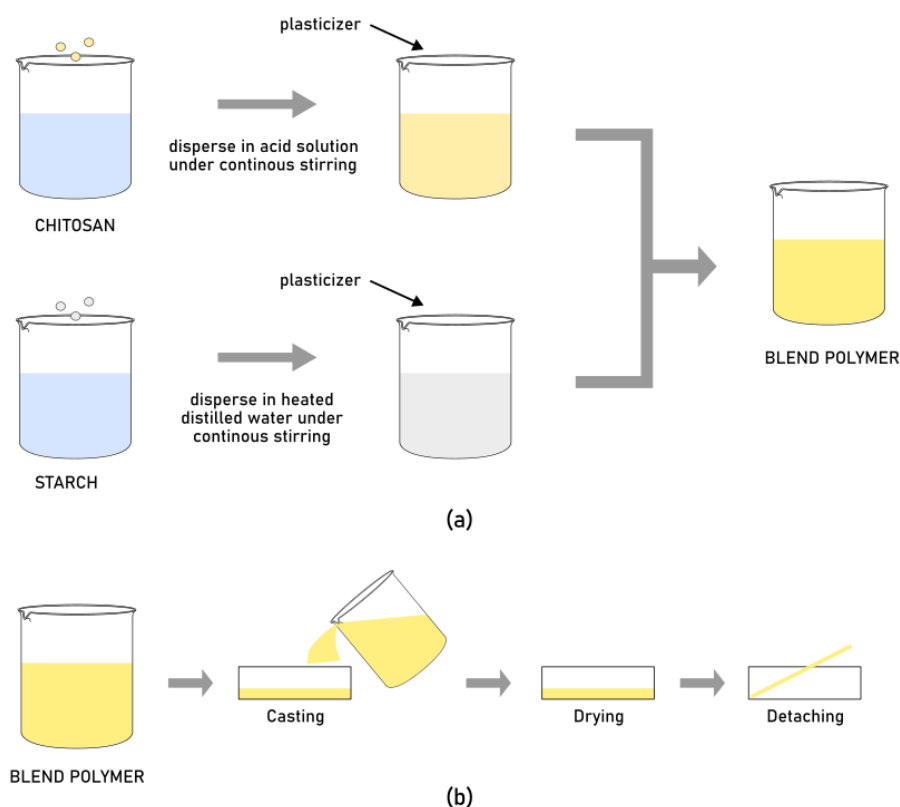 plasticizer
disperse in acid solution
under continous stirring
CHITOSAN
plasticizer
disperse in heated
distilled water under
continous stirring
STARCH
BLEND POLYMER
(a)
BLEND POLYMER
Casting
Drying
Detaching
(b)